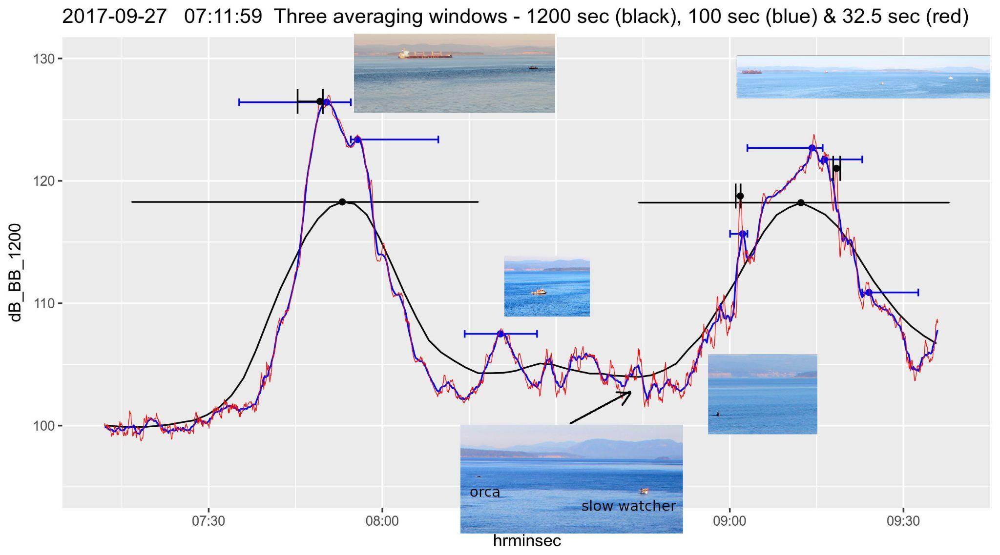 2017-09-27 07:11:59 Three averaging windows - 1200 sec (black), 100 sec (blue) & 32.5 sec (red)
dB_BB_1200
130
120
110
100
orca
slow watcher
07:30
08:00
09:00
09:30
hrminsec